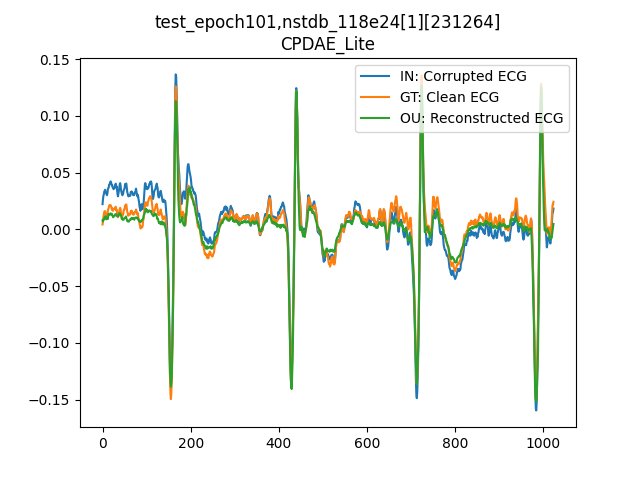 test_epoch101,nstdb_118e24[1][231264]
CPDAE_Lite
IN: Corrupted ECG
GT: Clean ECG
OU: Reconstructed ECG
0.15
0.10
0.05
0.00
−0.05
−0.10
−0.15
0 200 400 600 800 1000